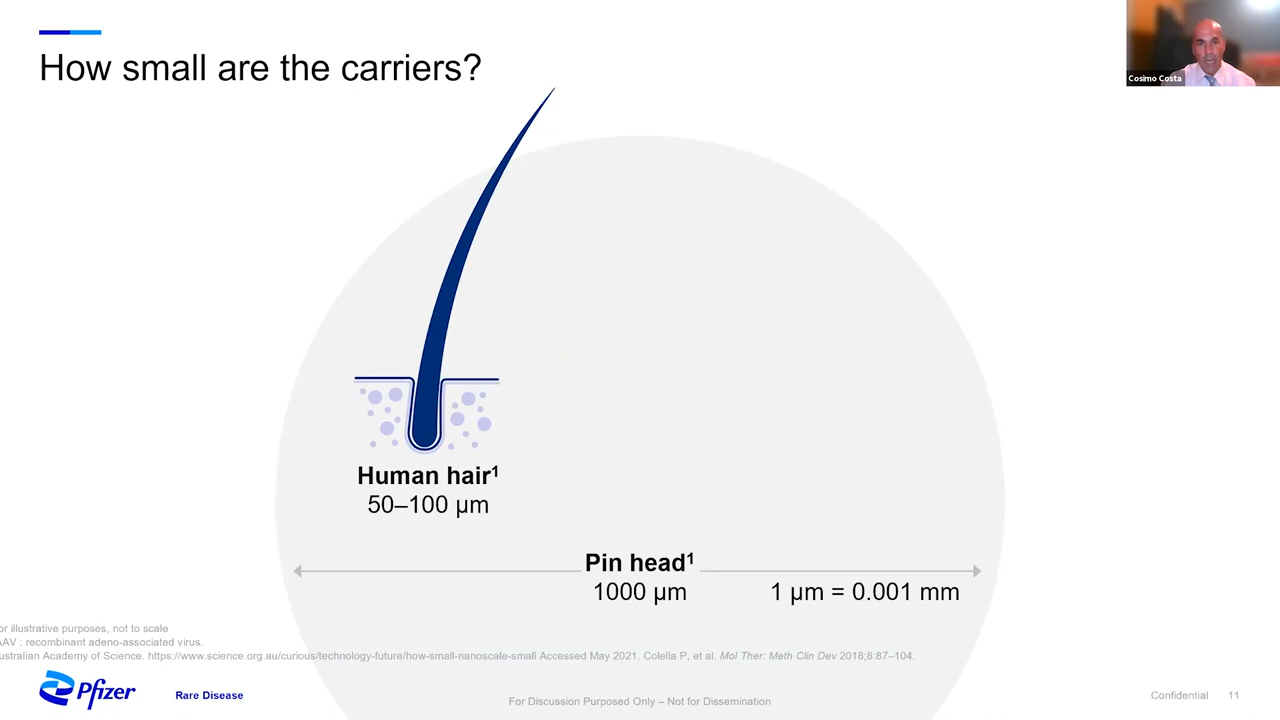 How small are the carriers?
Cosimo Costa
Human hair¹
50–100 µm
Pin head¹
1000 µm
1 µm = 0.001 mm
or illustrative purposes, not to scale
AAV : recombinant adeno-associated virus.
ustralian Academy of Science. https://www.science.org.au/curious/technology-future/how-small-nanoscale-small Accessed May 2021. Colella P, et al. Mol Ther: Meth Clin Dev 2018;8:87–104.
Pfizer
Rare Disease
For Discussion Purposed Only – Not for Dissemination
Confidential 11